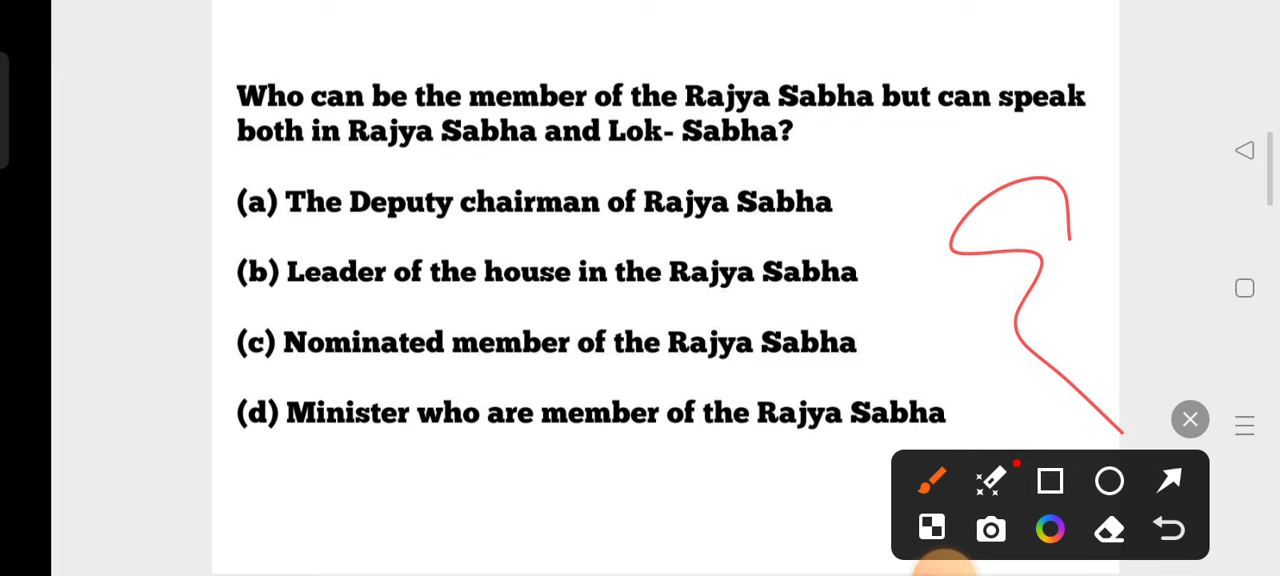 Who can be the member of the Rajya Sabha but can speak
both in Rajya Sabha and Lok- Sabha?
(a) The Deputy chairman of Rajya Sabha
(b) Leader of the house in the Rajya Sabha
(c) Nominated member of the Rajya Sabha
(d) Minister who are member of the Rajya Sabha